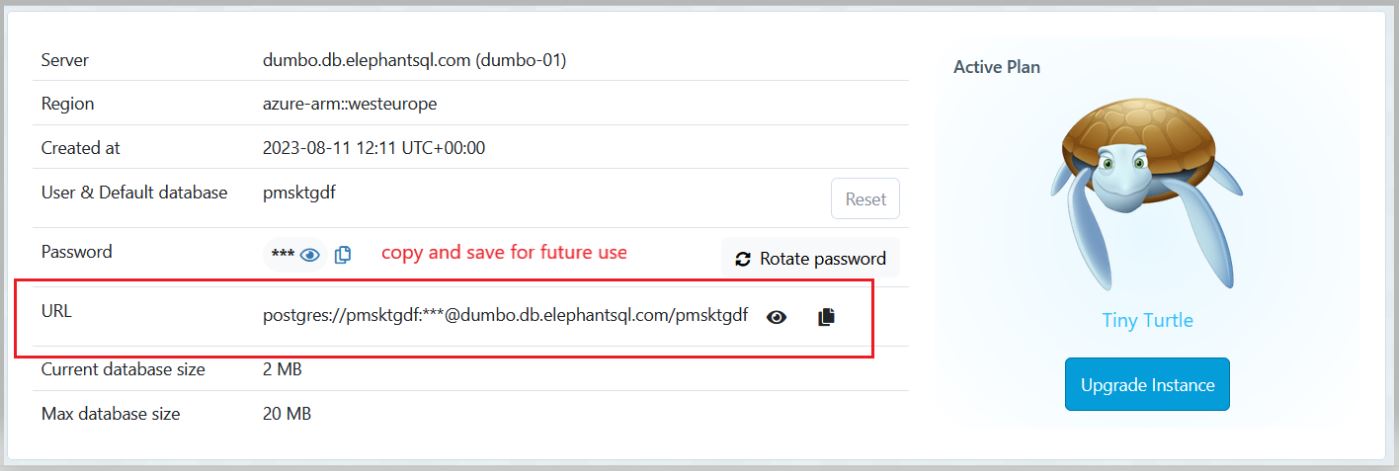 Server dumbo.db.elephantsql.com (dumbo-01)
Region azure-arm::westeurope
Created at 2023-08-11 12:11 UTC+00:00
User & Default database pmsktgdf Reset
Password *** copy and save for future use Rotate password
URL postgres://pmsktgdf:***@dumbo.db.elephantsql.com/pmsktgdf
Current database size 2 MB
Max database size 20 MB
Active Plan
Tiny Turtle
Upgrade Instance